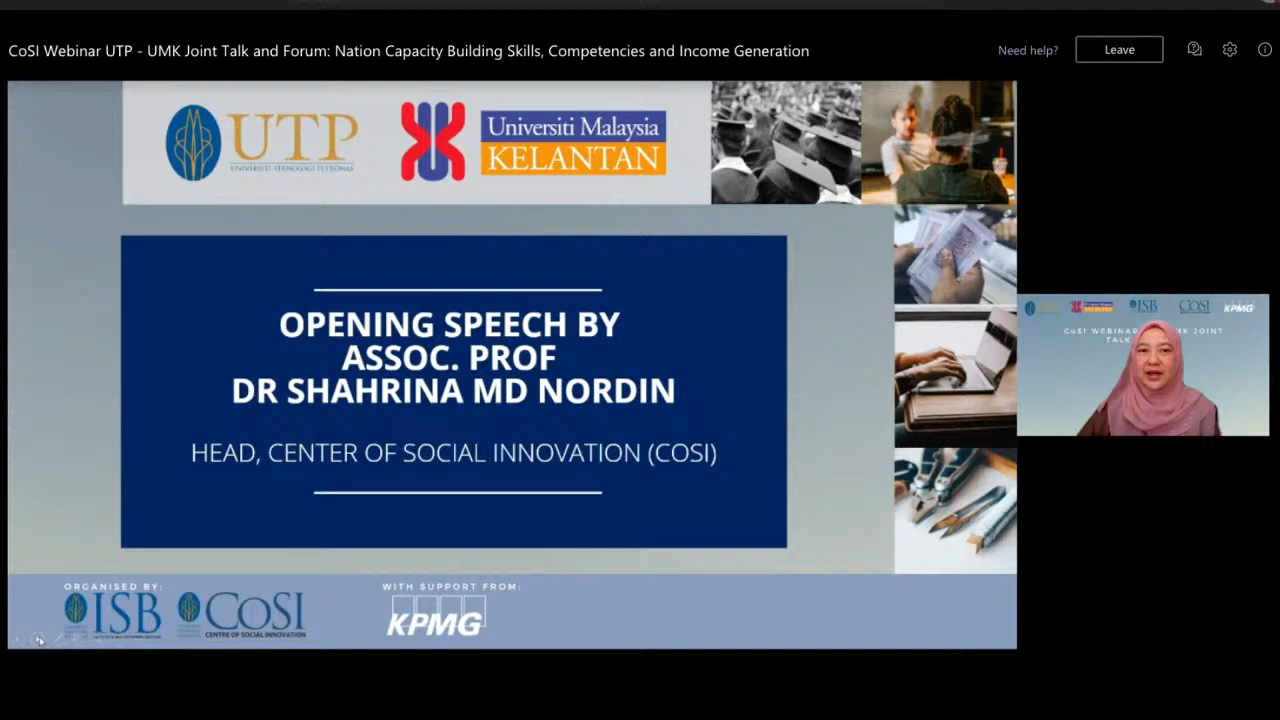 CoSI Webinar UTP - UMK Joint Talk and Forum: Nation Capacity Building Skills, Competencies and Income Generation
Need help?
Leave
UTP
UNIVERSITI TEKNOLOGI PETRONAS
Universiti Malaysia
KELANTAN
OPENING SPEECH BY
ASSOC. PROF
DR SHAHRINA MD NORDIN
HEAD, CENTER OF SOCIAL INNOVATION (COSI)
ORGANISED BY:
ISB
CoSI
CENTRE OF SOCIAL INNOVATION
WITH SUPPORT FROM:
KPMG
ISB
CoSI
KPMG
CoSI WEBINAR
JOINT
TALK